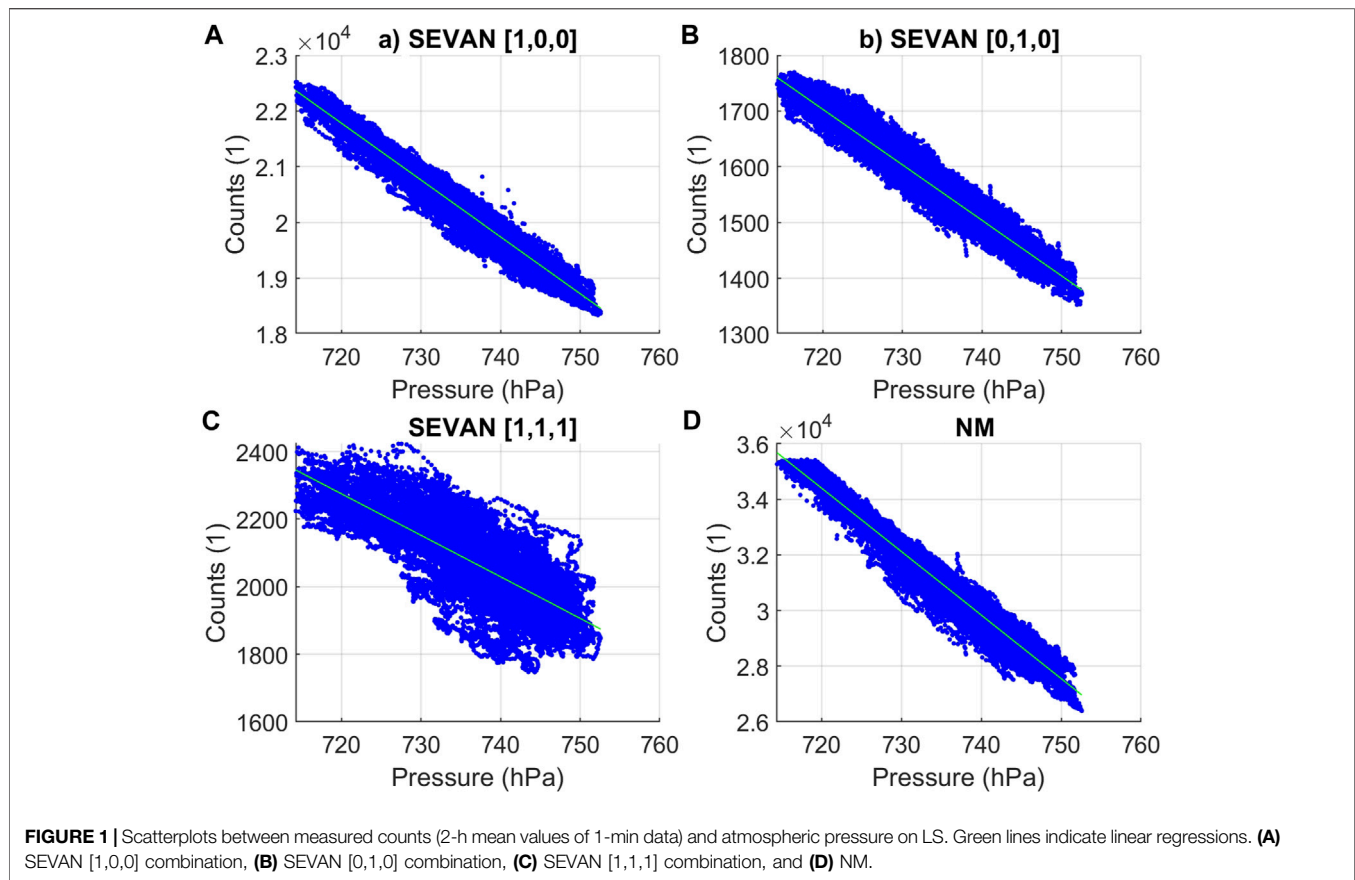 A
×10⁴
a) SEVAN [1,0,0]
2.3
2.2
2.1
2
1.9
1.8
Counts (1)
720 730 740 750 760
Pressure (hPa)
B
b) SEVAN [0,1,0]
1800
1700
1600
1500
1400
1300
Counts (1)
720 730 740 750 760
Pressure (hPa)
C
SEVAN [1,1,1]
2400
2200
2000
1800
1600
Counts (1)
720 730 740 750 760
Pressure (hPa)
D
×10⁴
NM
3.6
3.4
3.2
3
2.8
2.6
Counts (1)
720 730 740 750 760
Pressure (hPa)
FIGURE 1 | Scatterplots between measured counts (2-h mean values of 1-min data) and atmospheric pressure on LS. Green lines indicate linear regressions. (A)
SEVAN [1,0,0] combination, (B) SEVAN [0,1,0] combination, (C) SEVAN [1,1,1] combination, and (D) NM.